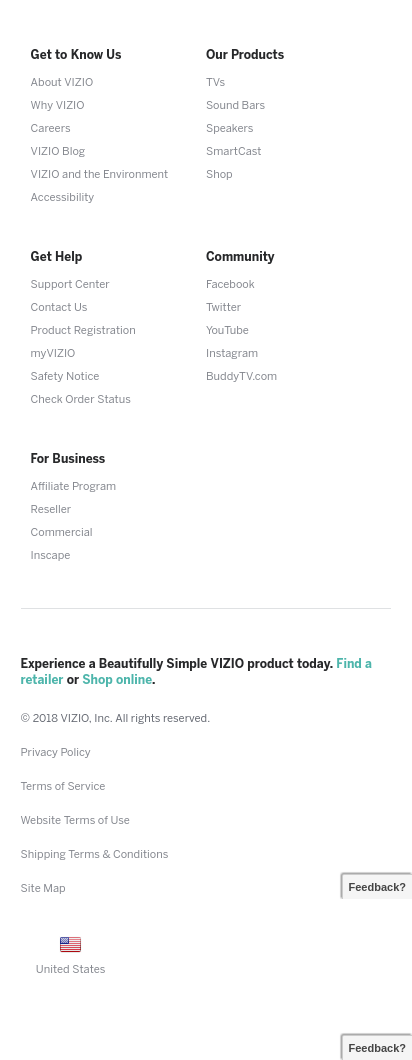 Get to Know Us
About VIZIO
Why VIZIO
Careers
VIZIO Blog
VIZIO and the Environment
Accessibility
Our Products
TVs
Sound Bars
Speakers
SmartCast
Shop
Get Help
Support Center
Contact Us
Product Registration
myVIZIO
Safety Notice
Check Order Status
Community
Facebook
Twitter
YouTube
Instagram
BuddyTV.com
For Business
Affiliate Program
Reseller
Commercial
Inscape
Experience a Beautifully Simple VIZIO product today. Find a
retailer or Shop online.
© 2018 VIZIO, Inc. All rights reserved.
Privacy Policy
Terms of Service
Website Terms of Use
Shipping Terms & Conditions
Site Map
Feedback?
United States
Feedback?